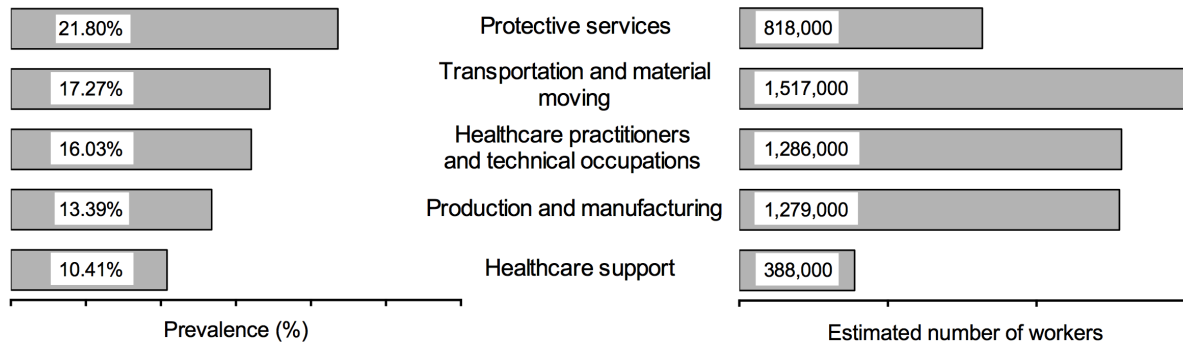 21.80% Protective services 818,000
17.27% Transportation and material
moving 1,517,000
16.03% Healthcare practitioners
and technical occupations 1,286,000
13.39% Production and manufacturing 1,279,000
10.41% Healthcare support 388,000
Prevalence (%) Estimated number of workers